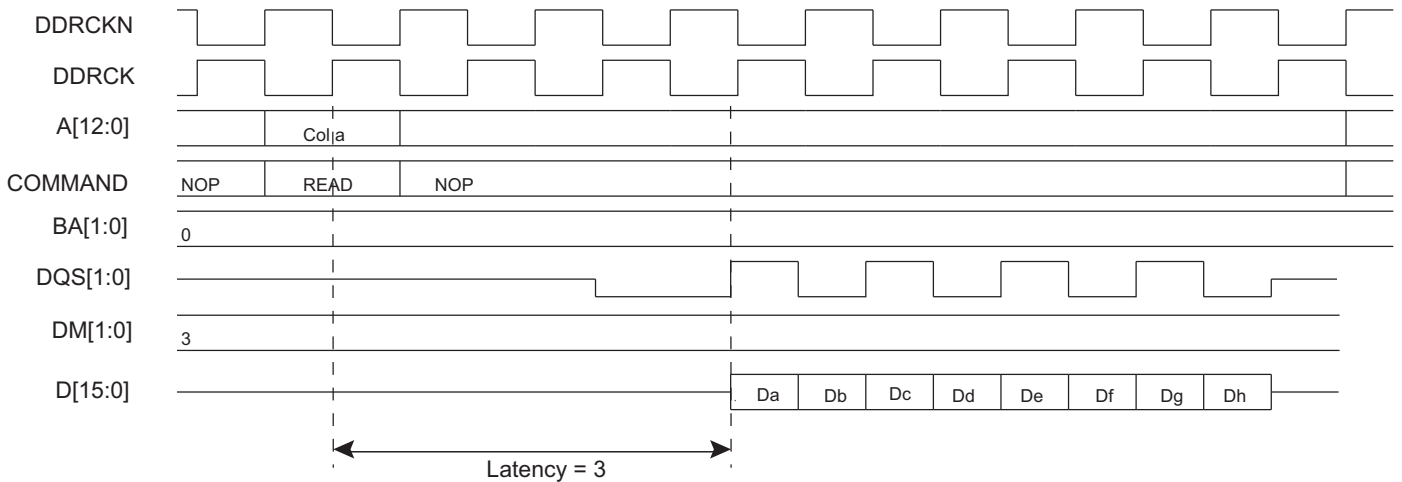 DDRCKN
DDRCK
A[12:0]
Col a
COMMAND
NOP READ NOP
BA[1:0]
0
DQS[1:0]
DM[1:0]
3
D[15:0]
Da Db Dc Dd De Df Dg Dh
Latency = 3